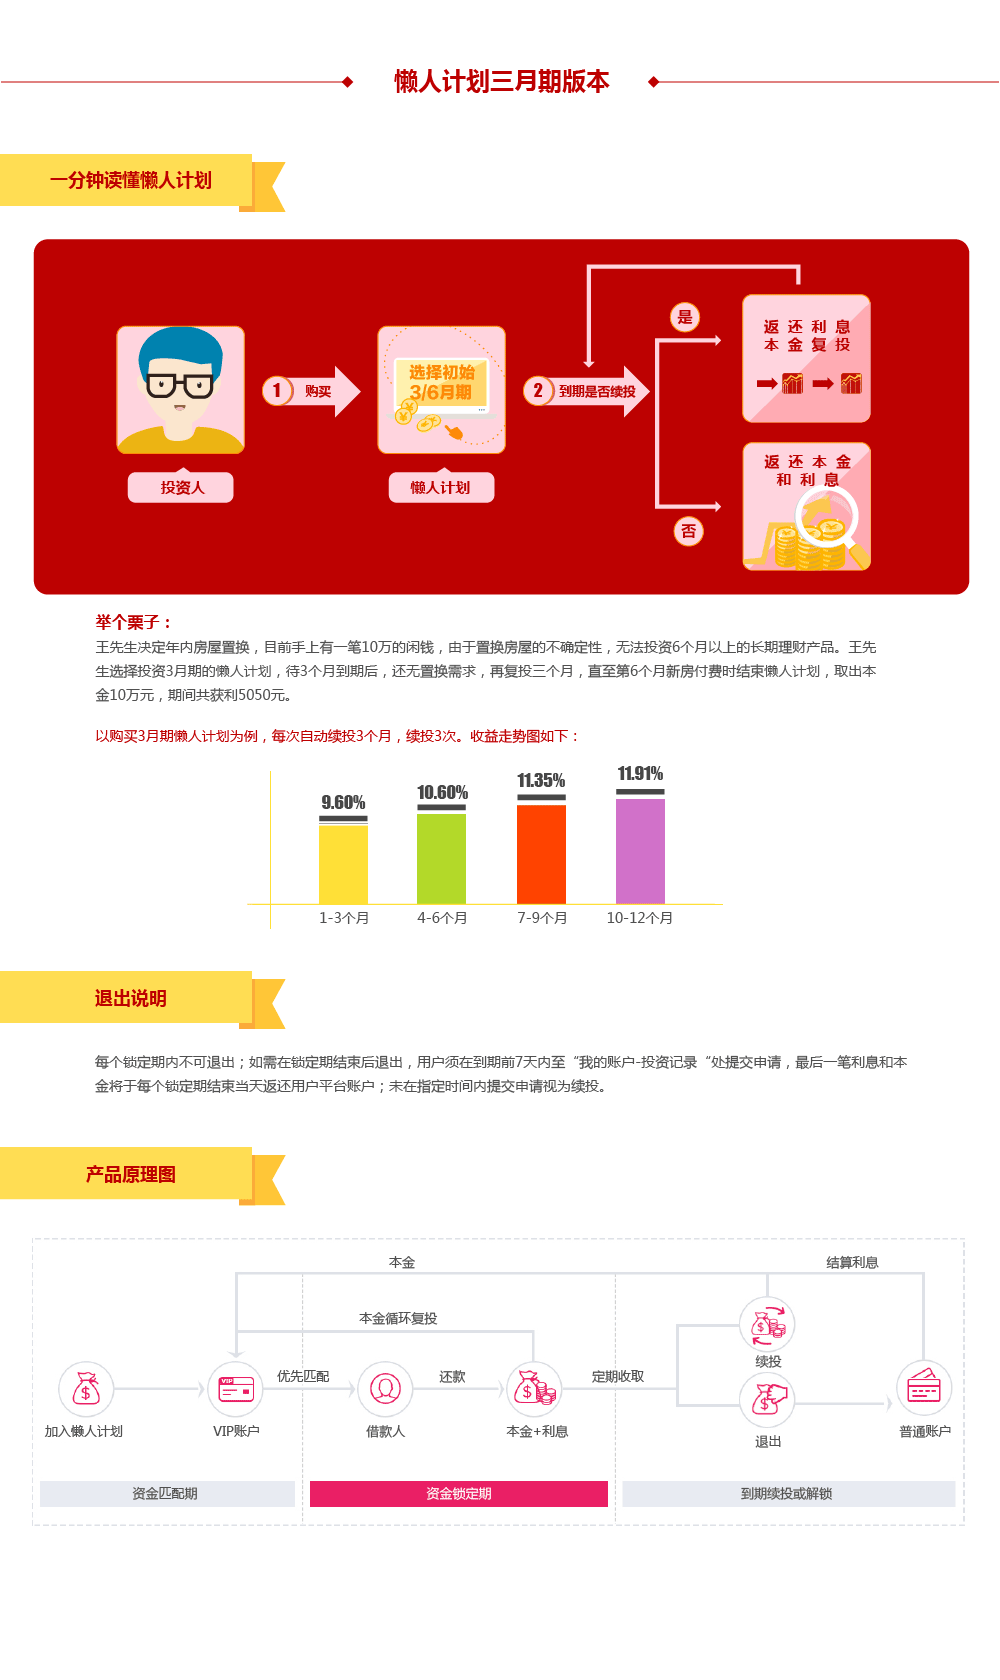 懒人计划三月期版本
一分钟读懂懒人计划
投资人
1 购买
选择初始
3/6月期
懒人计划
2 到期是否续投
是
否
返还利息
本金复投
返还本金
和利息
举个栗子：
王先生决定年内房屋置换，目前手上有一笔10万的闲钱，由于置换房屋的不确定性，无法投资6个月以上的长期理财产品。王先
生选择投资3月期的懒人计划，待3个月到期后，还无置换需求，再复投三个月，直至第6个月新房付费时结束懒人计划，取出本
金10万元，期间共获利5050元。
以购买3月期懒人计划为例，每次自动续投3个月，续投3次。收益走势图如下：
9.60%
10.60%
11.35%
11.91%
1-3个月
4-6个月
7-9个月
10-12个月
退出说明
每个锁定期内不可退出；如需在锁定期结束后退出，用户须在到期前7天内至“我的账户-投资记录“处提交申请，最后一笔利息和本
金将于每个锁定期结束当天返还用户平台账户；未在指定时间内提交申请视为续投。
产品原理图
本金
结算利息
本金循环复投
优先匹配
还款
定期收取
续投
VIP
加入懒人计划
VIP账户
借款人
本金+利息
退出
普通账户
资金匹配期
资金锁定期
到期续投或解锁